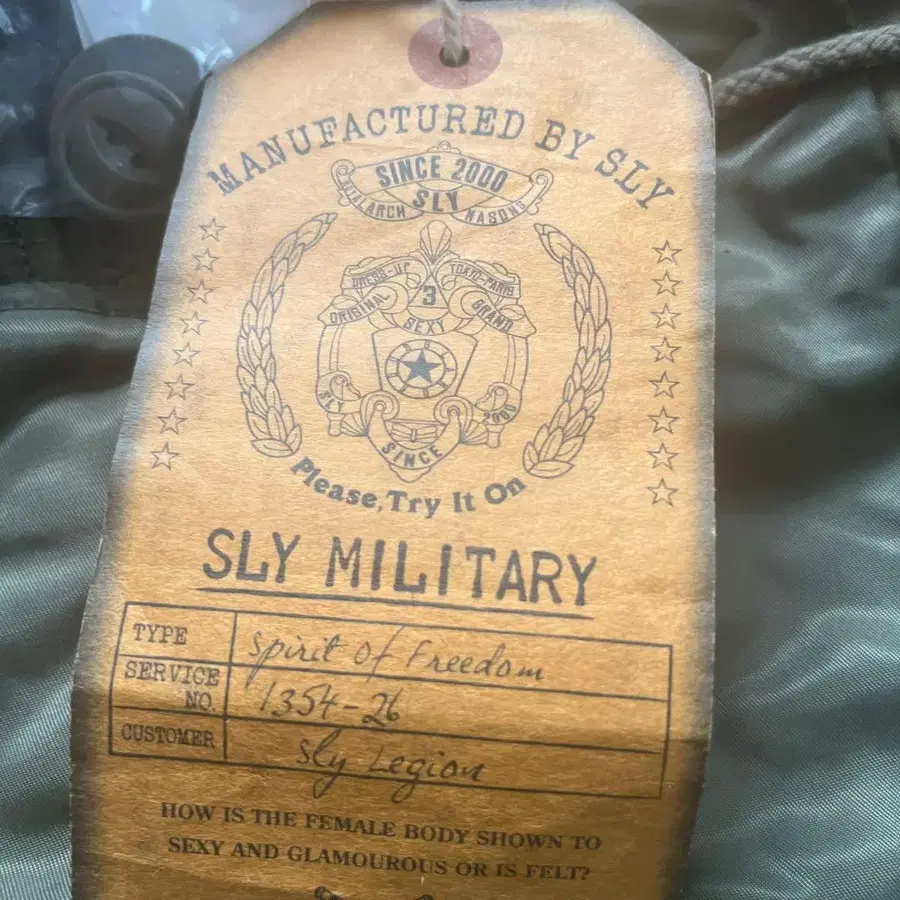 MANUFACTURED BY SLY
SINCE 2000
SLY
MASONS
DRESS-UP
TOKYO-PARIS
3
ORIGINAL
BRAND
SEXY
SLY
2000
SINCE
Please, Try It On
SLY MILITARY
TYPE Spirit of Freedom
SERVICE NO. 1354-26
CUSTOMER Sly Legion
HOW IS THE FEMALE BODY SHOWN TO
SEXY AND GLAMOUROUS OR IS FELT?